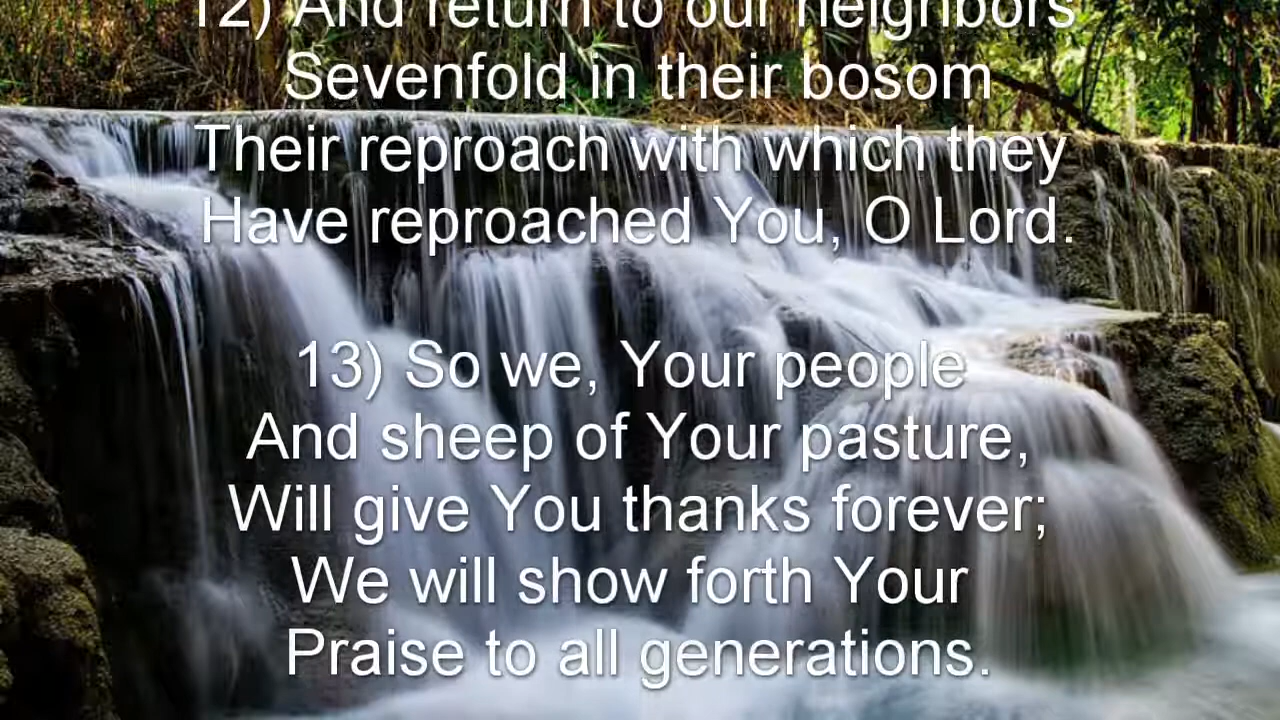 12) And return to our neighbors
Sevenfold in their bosom
Their reproach with which they
Have reproached You, O Lord.
13) So we, Your people
And sheep of Your pasture,
Will give You thanks forever;
We will show forth Your
Praise to all generations.